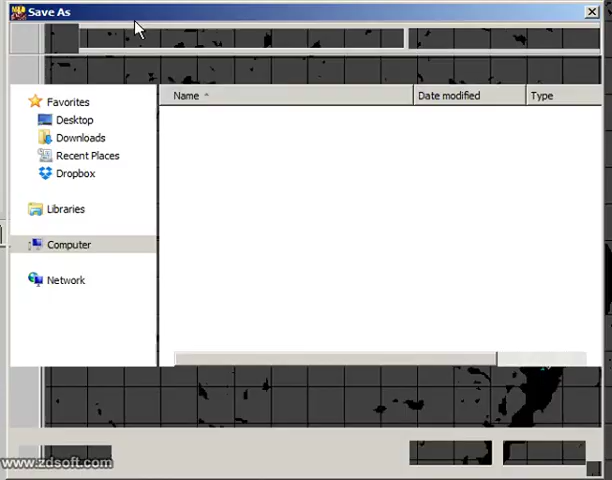 Save As
Name
Date modified
Type
Favorites
Desktop
Downloads
Recent Places
Dropbox
Libraries
Computer
Network
www.zdsoft.com